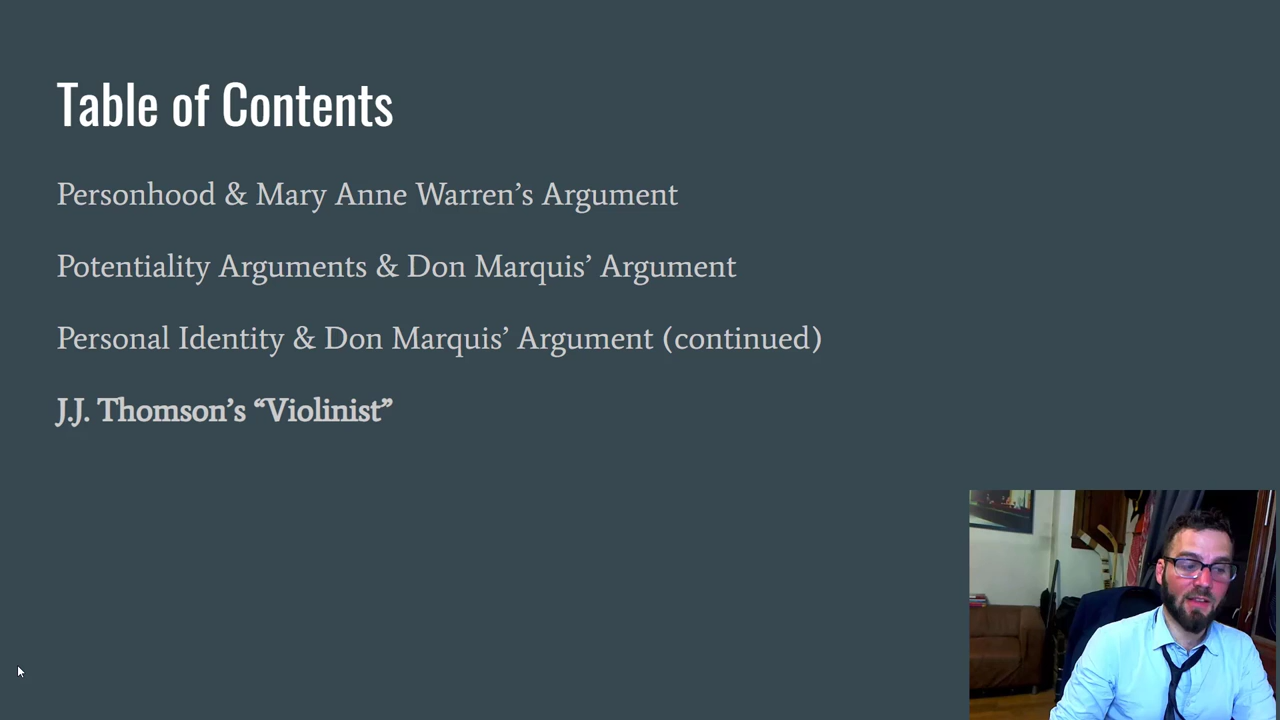 Table of Contents
Personhood & Mary Anne Warren’s Argument
Potentiality Arguments & Don Marquis’ Argument
Personal Identity & Don Marquis’ Argument (continued)
J.J. Thomson’s “Violinist”